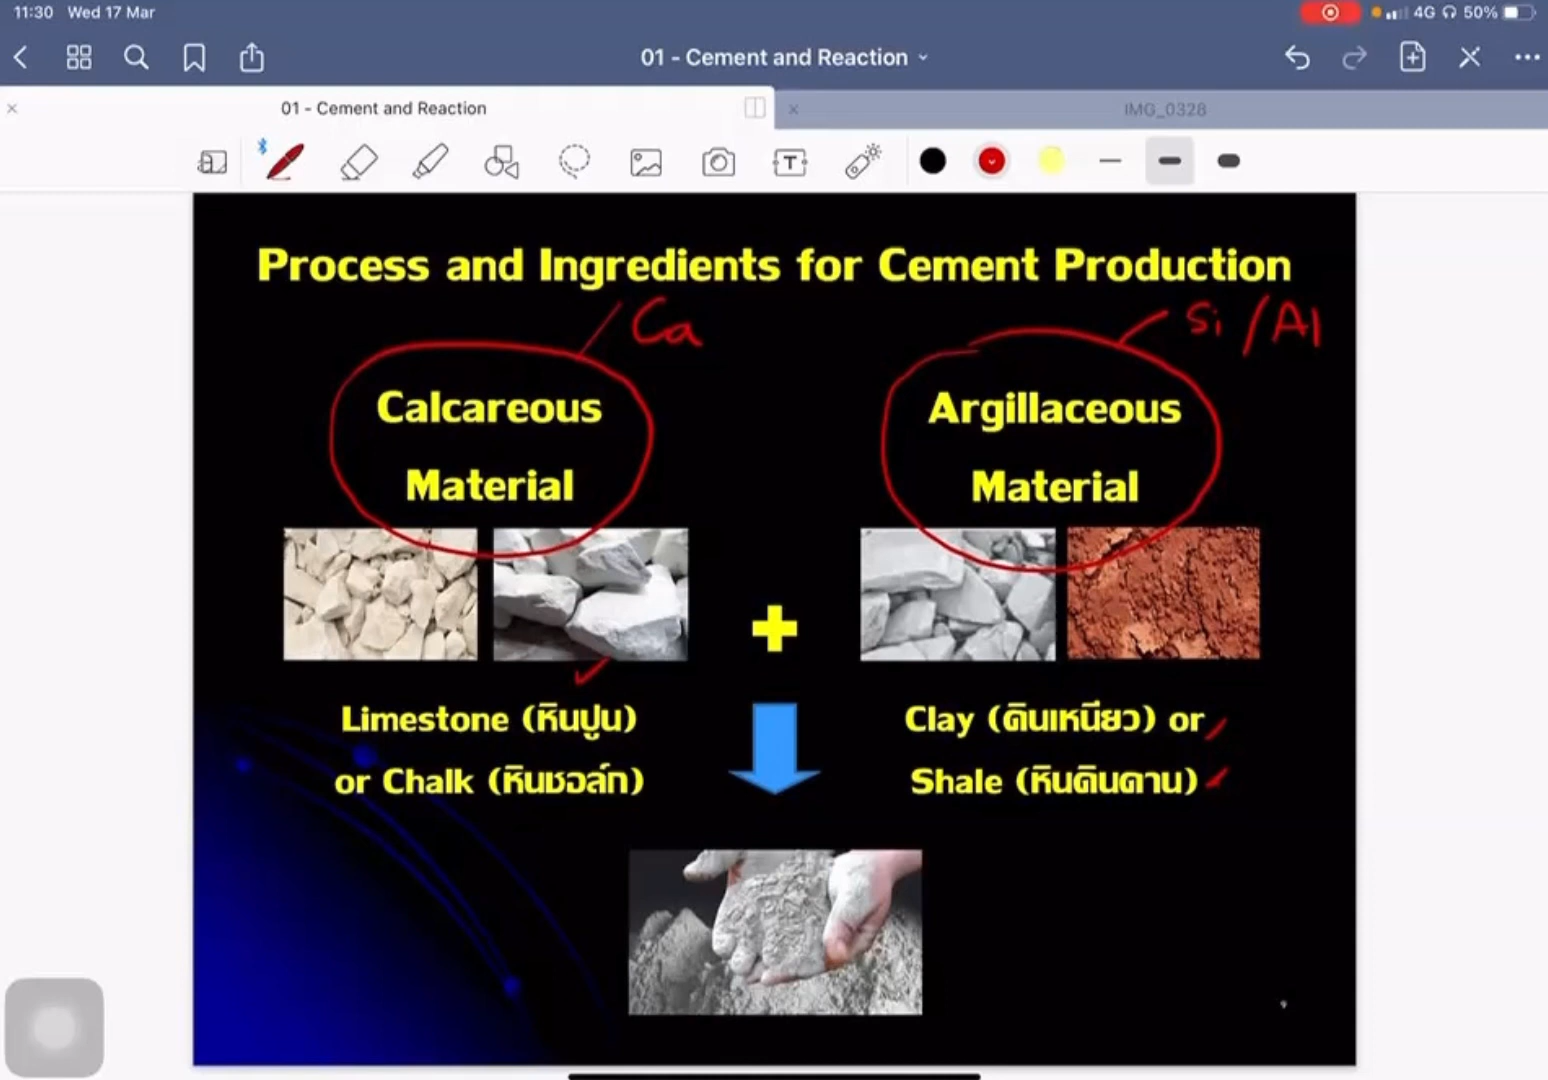 11:30 Wed 17 Mar
4G 50%
01 - Cement and Reaction
01 - Cement and Reaction
IMG_0328
Process and Ingredients for Cement Production
Ca
Si / Al
Calcareous
Material
Argillaceous
Material
Limestone (หินปูน)
or Chalk (หินชอล์ก)
Clay (ดินเหนียว) or
Shale (หินดินดาน)